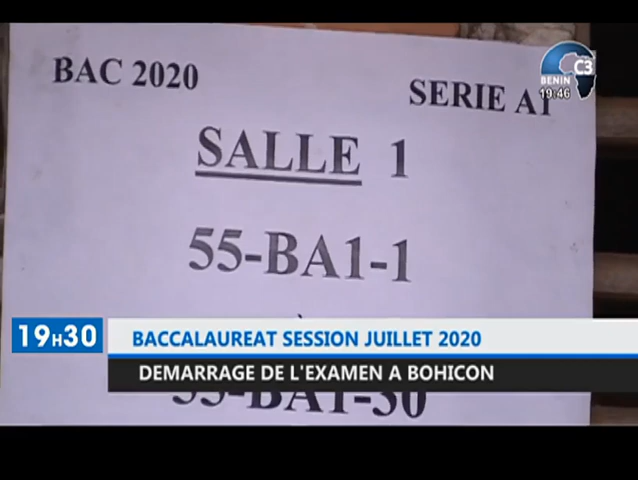 BAC 2020
SERIE A1
C3
BENIN
19:46
SALLE 1
55-BA1-1
À
19H30
BACCALAUREAT SESSION JUILLET 2020
DEMARRAGE DE L'EXAMEN A BOHICON
55-BA1-30